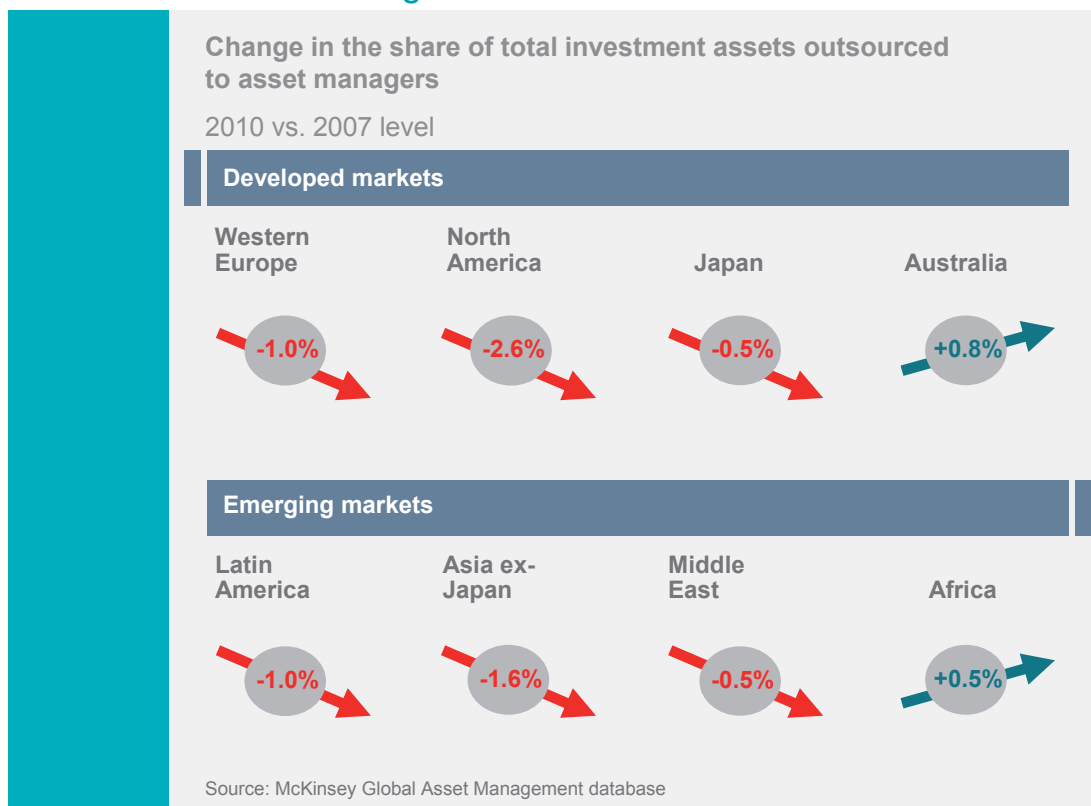 Change in the share of total investment assets outsourced
to asset managers
2010 vs. 2007 level
Developed markets
Western
Europe
North
America
Japan
Australia
-1.0%
-2.6%
-0.5%
+0.8%
Emerging markets
Latin
America
Asia ex-
Japan
Middle
East
Africa
-1.0%
-1.6%
-0.5%
+0.5%
Source: McKinsey Global Asset Management database